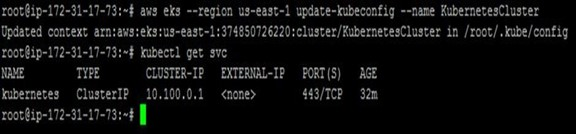 root@ip-172-31-17-73:~# aws eks --region us-east-1 update-kubeconfig --name KubernetesCluster
Updated context arn:aws:eks:us-east-1:374850726220:cluster/KubernetesCluster in /root/.kube/config
root@ip-172-31-17-73:~# kubectl get svc
NAME TYPE CLUSTER-IP EXTERNAL-IP PORT(S) AGE
kubernetes ClusterIP 10.100.0.1 <none> 443/TCP 32m
root@ip-172-31-17-73:~#